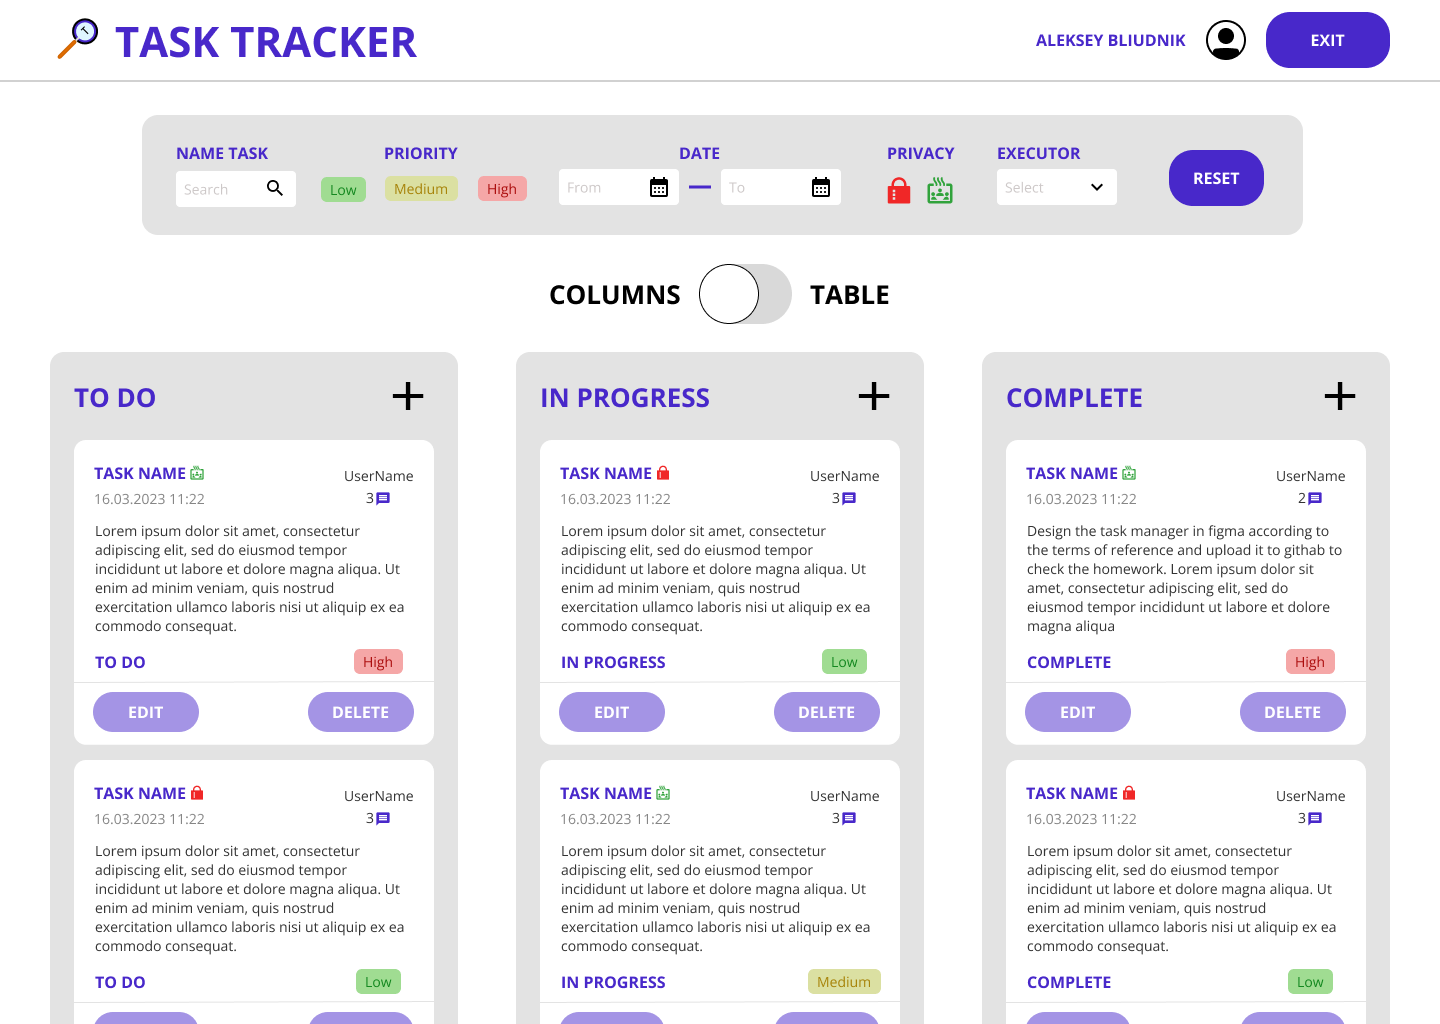 TASK TRACKER
ALEKSEY BLIUDNIK
EXIT
NAME TASK
PRIORITY
DATE
PRIVACY
EXECUTOR
Search
Low
Medium
High
From
To
Select
RESET
COLUMNS
TABLE
TO DO
TASK NAME
UserName
16.03.2023 11:22
3
Lorem ipsum dolor sit amet, consectetur
adipiscing elit, sed do eiusmod tempor
incididunt ut labore et dolore magna aliqua. Ut
enim ad minim veniam, quis nostrud
exercitation ullamco laboris nisi ut aliquip ex ea
commodo consequat.
TO DO
High
EDIT
DELETE
TASK NAME
UserName
16.03.2023 11:22
3
Lorem ipsum dolor sit amet, consectetur
adipiscing elit, sed do eiusmod tempor
incididunt ut labore et dolore magna aliqua. Ut
enim ad minim veniam, quis nostrud
exercitation ullamco laboris nisi ut aliquip ex ea
commodo consequat.
TO DO
Low
IN PROGRESS
TASK NAME
UserName
16.03.2023 11:22
3
Lorem ipsum dolor sit amet, consectetur
adipiscing elit, sed do eiusmod tempor
incididunt ut labore et dolore magna aliqua. Ut
enim ad minim veniam, quis nostrud
exercitation ullamco laboris nisi ut aliquip ex ea
commodo consequat.
IN PROGRESS
Low
EDIT
DELETE
TASK NAME
UserName
16.03.2023 11:22
3
Lorem ipsum dolor sit amet, consectetur
adipiscing elit, sed do eiusmod tempor
incididunt ut labore et dolore magna aliqua. Ut
enim ad minim veniam, quis nostrud
exercitation ullamco laboris nisi ut aliquip ex ea
commodo consequat.
IN PROGRESS
Medium
COMPLETE
TASK NAME
UserName
16.03.2023 11:22
2
Design the task manager in figma according to
the terms of reference and upload it to githab to
check the homework. Lorem ipsum dolor sit
amet, consectetur adipiscing elit, sed do
eiusmod tempor incididunt ut labore et dolore
magna aliqua
COMPLETE
High
EDIT
DELETE
TASK NAME
UserName
16.03.2023 11:22
3
Lorem ipsum dolor sit amet, consectetur
adipiscing elit, sed do eiusmod tempor
incididunt ut labore et dolore magna aliqua. Ut
enim ad minim veniam, quis nostrud
exercitation ullamco laboris nisi ut aliquip ex ea
commodo consequat.
COMPLETE
Low